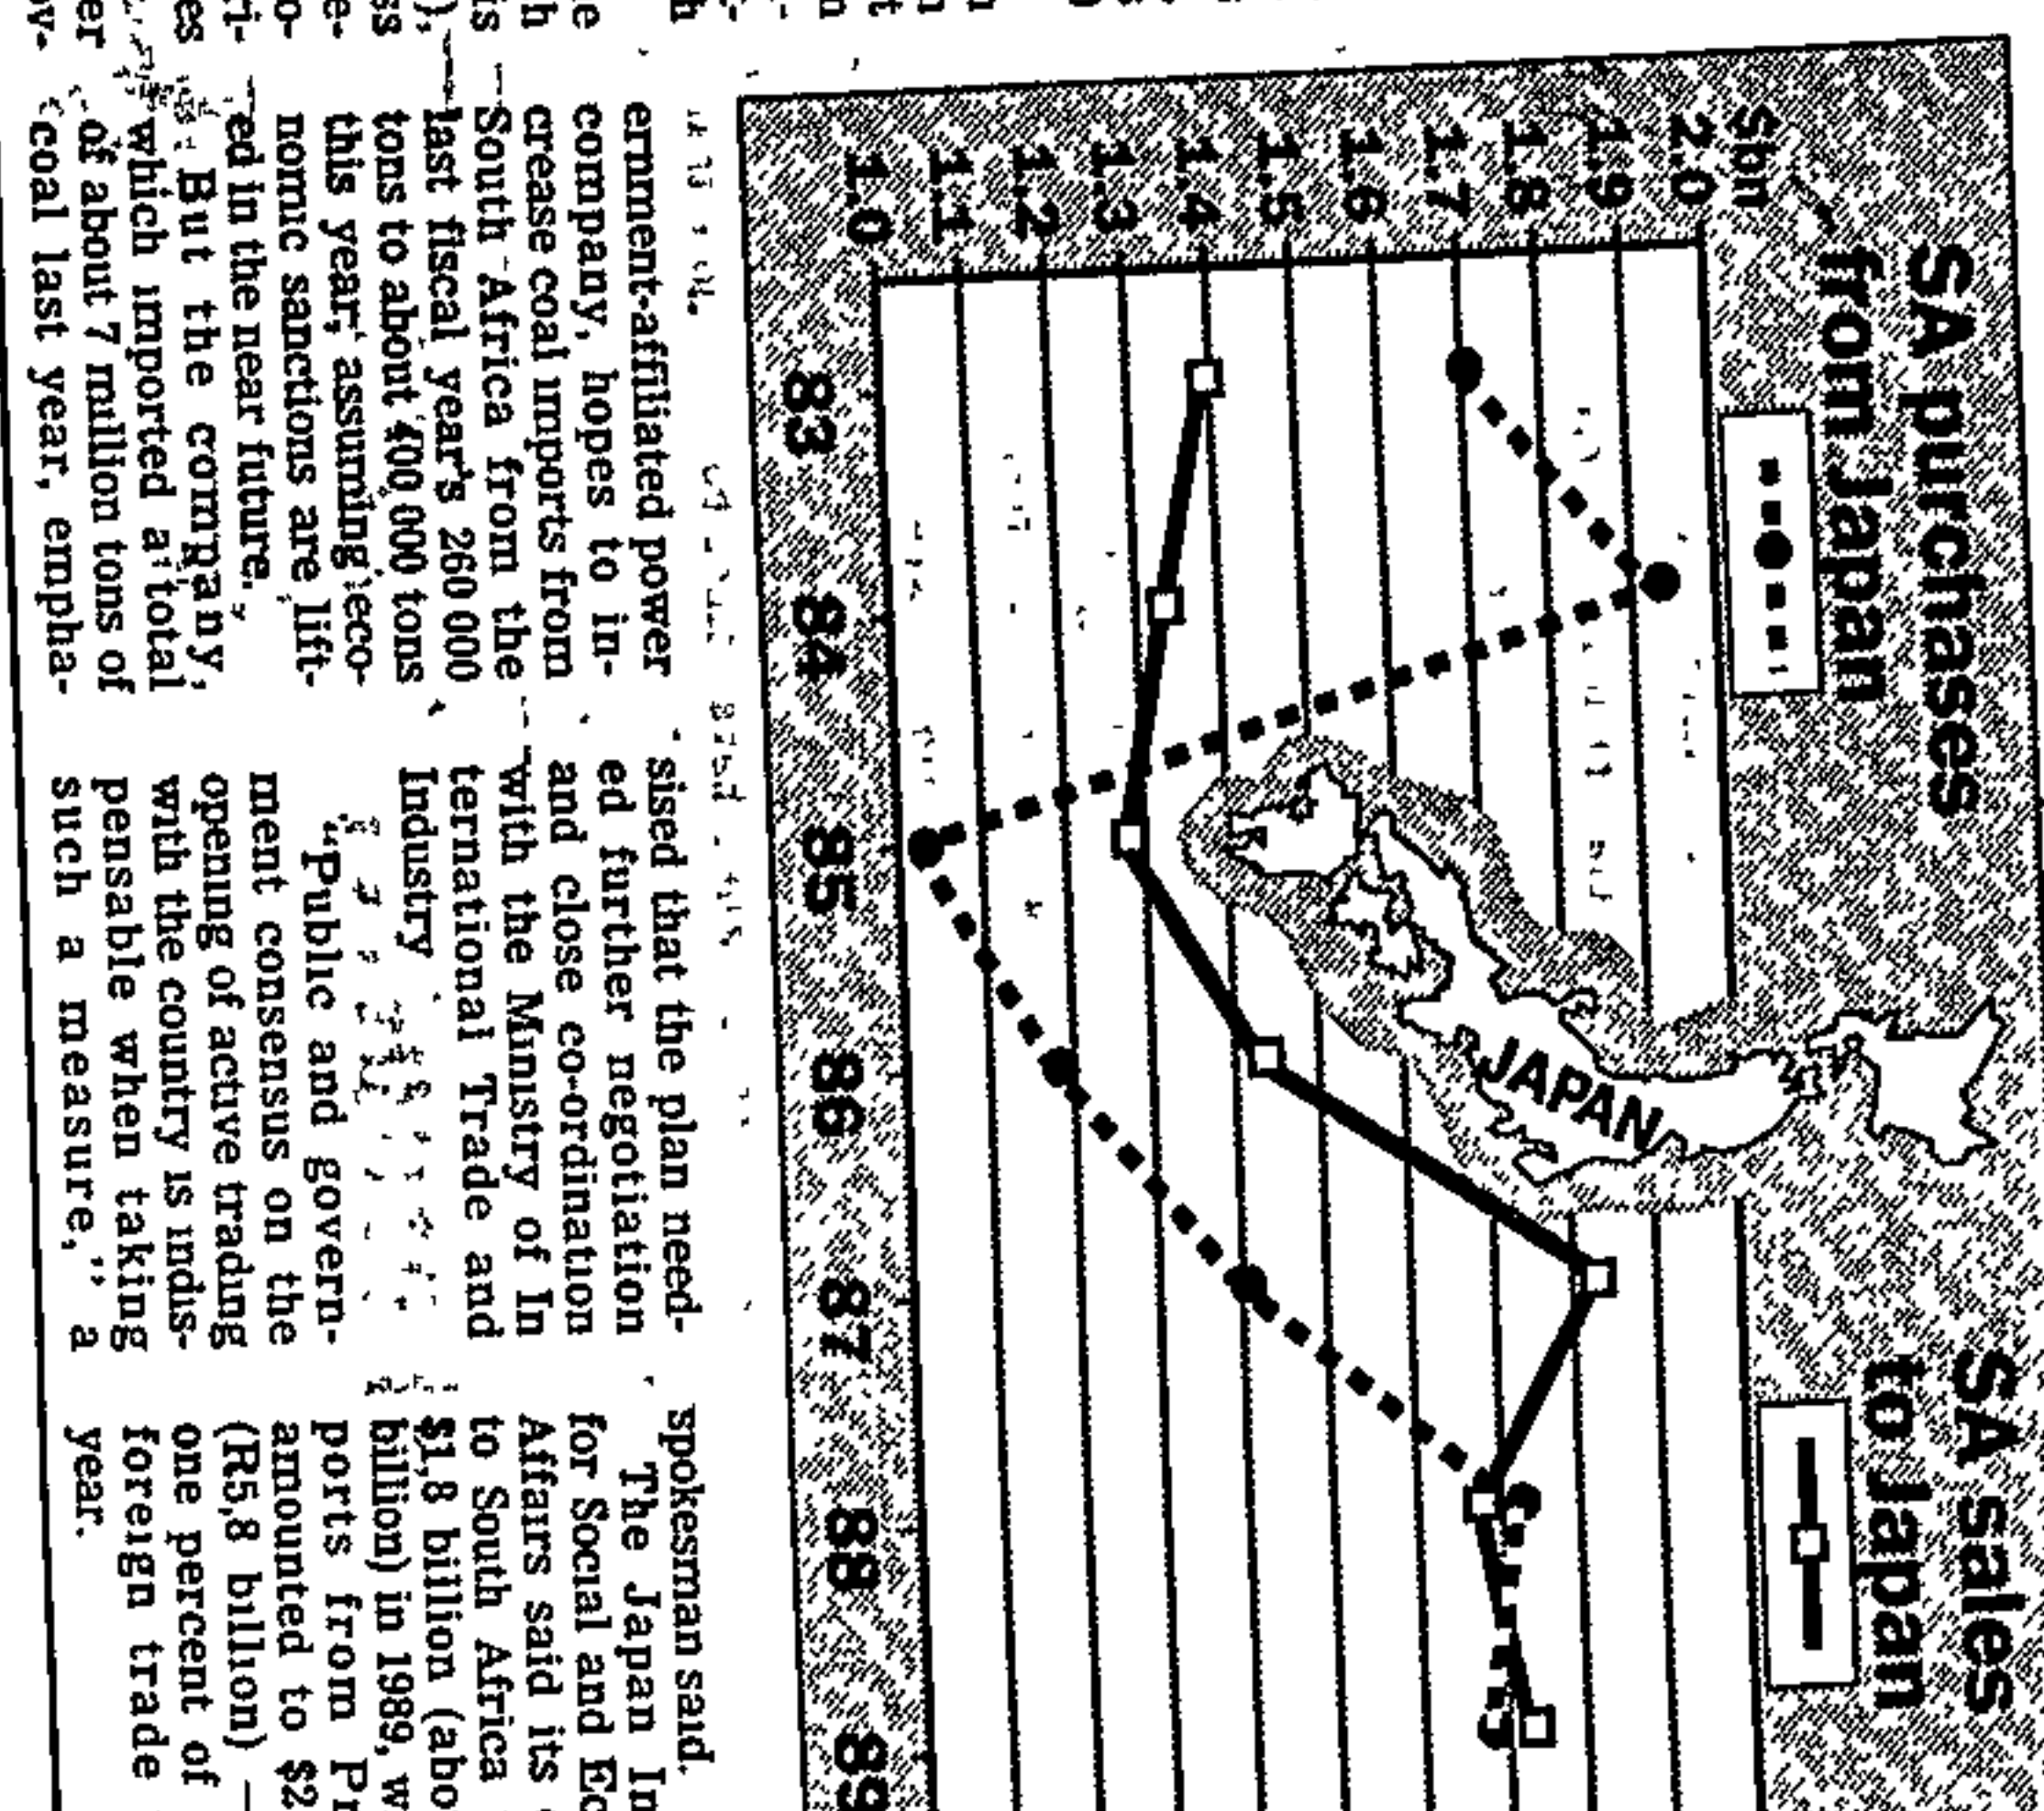 SA purchases
from Japan
SA sales
to Japan
$bn
2.0
1.9
1.8
1.7
1.6
1.5
1.4
1.3
1.2
1.1
1.0
JAPAN
83
84
85
86
87
88
89
ernment-affiliated power
company, hopes to in-
crease coal imports from
South Africa from the
last fiscal year's 260 000
tons to about 400 000 tons
this year, assuming eco-
nomic sanctions are lift-
ed in the near future.
But the company,
which imported a total
of about 7 million tons of
coal last year, empha-
sised that the plan need-
ed further negotiation
and close co-ordination
with the Ministry of In
ternational Trade and
Industry
"Public and govern-
ment consensus on the
opening of active trading
with the country is indis-
pensable when taking
such a measure," a
spokesman said.
The Japan In
for Social and Ec
Affairs said its
to South Africa
$1,8 billion (abo
billion) in 1989, w
ports from Pr
amounted to $2
(R5,8 billion) —
one percent of
foreign trade
year.